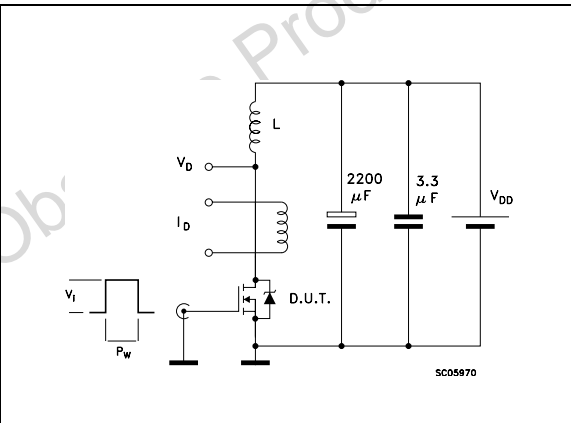 L
V_D
2200 μF
3.3 μF
V_DD
I_D
V_i
D.U.T.
P_W
SC05970